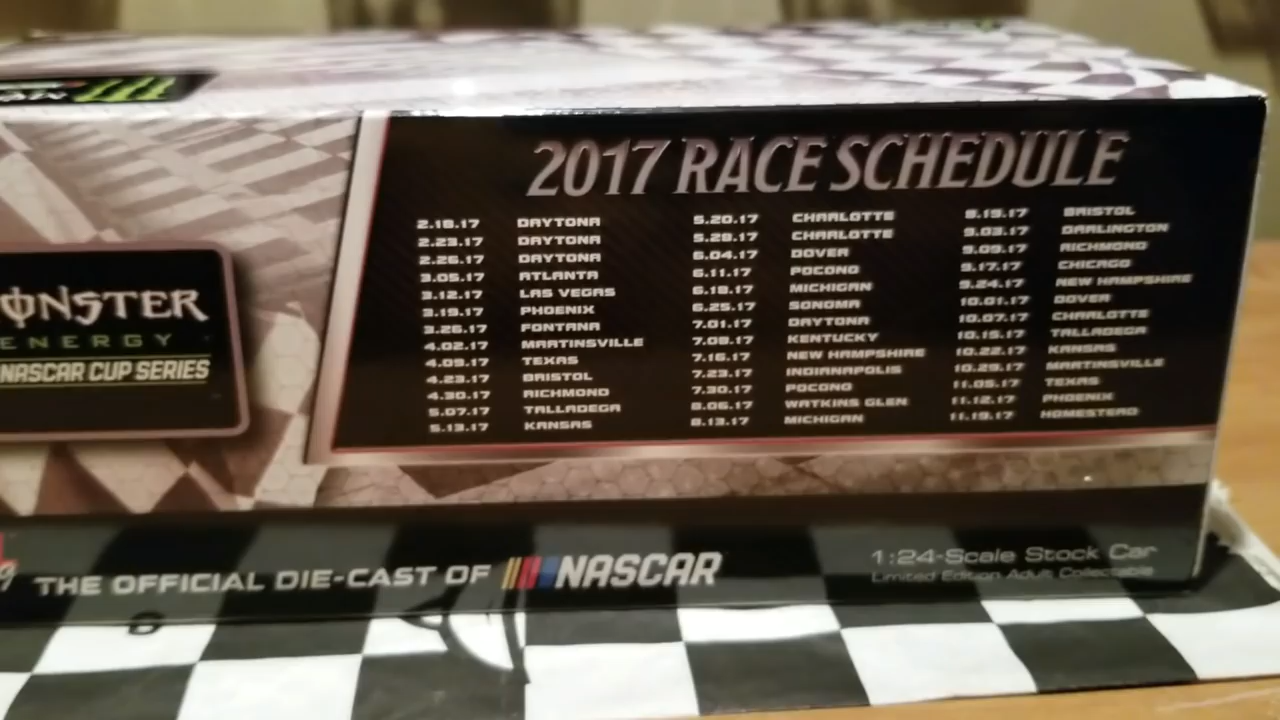 2017 RACE SCHEDULE
2.18.17 DAYTONA
2.23.17 DAYTONA
2.26.17 DAYTONA
3.05.17 ATLANTA
3.12.17 LAS VEGAS
3.19.17 PHOENIX
3.26.17 FONTANA
4.02.17 MARTINSVILLE
4.09.17 TEXAS
4.23.17 BRISTOL
4.30.17 RICHMOND
5.07.17 TALLADEGA
5.13.17 KANSAS
5.20.17 CHARLOTTE
5.28.17 CHARLOTTE
6.04.17 DOVER
6.11.17 POCONO
6.18.17 MICHIGAN
6.25.17 SONOMA
7.01.17 DAYTONA
7.08.17 KENTUCKY
7.16.17 NEW HAMPSHIRE
7.23.17 INDIANAPOLIS
7.30.17 POCONO
8.06.17 WATKINS GLEN
8.13.17 MICHIGAN
8.19.17 BRISTOL
9.03.17 DARLINGTON
9.09.17 RICHMOND
9.17.17 CHICAGO
9.24.17 NEW HAMPSHIRE
10.01.17 DOVER
10.07.17 CHARLOTTE
10.15.17 TALLADEGA
10.22.17 KANSAS
10.29.17 MARTINSVILLE
11.05.17 TEXAS
11.12.17 PHOENIX
11.19.17 HOMESTEAD
ONSTER
ENERGY
NASCAR CUP SERIES
THE OFFICIAL DIE-CAST OF NASCAR
1:24-Scale Stock Car
Limited Edition Adult Collectable